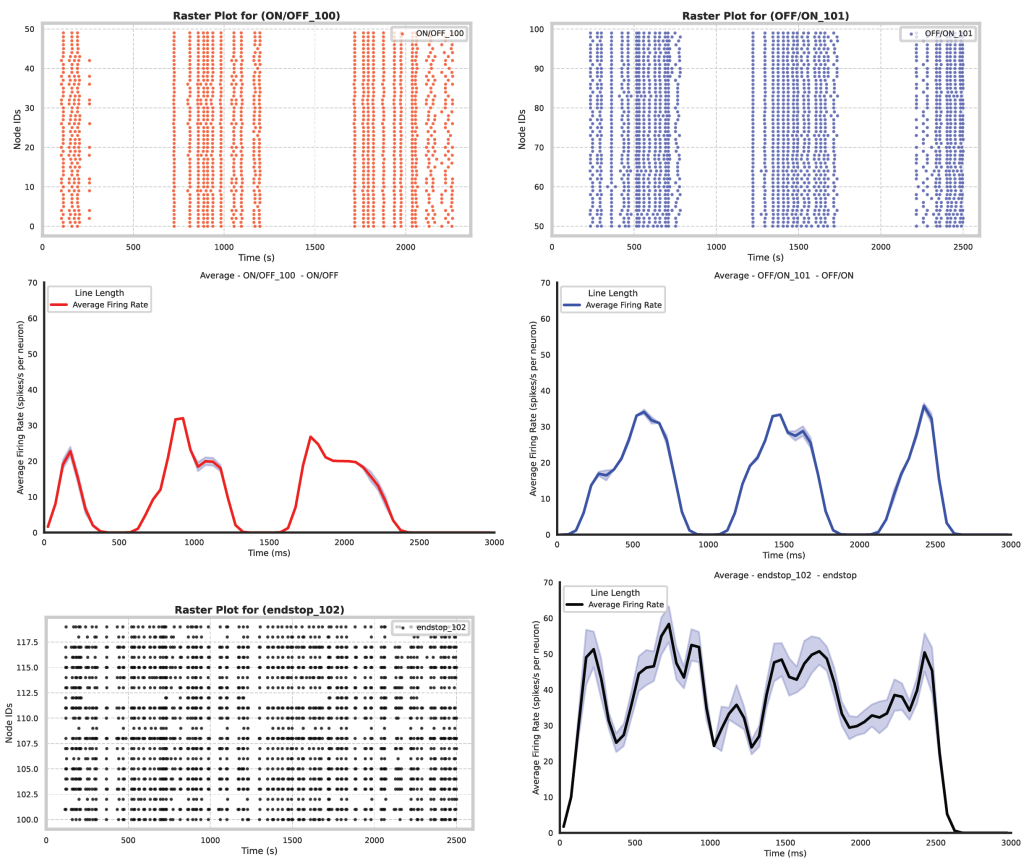 Raster Plot for (ON/OFF_100)
ON/OFF_100
50
40
30
20
10
0
Node IDs
0 500 1000 1500 2000
Time (s)
Raster Plot for (OFF/ON_101)
OFF/ON_101
100
90
80
70
60
50
Node IDs
0 500 1000 1500 2000 2500
Time (s)
Average - ON/OFF_100 - ON/OFF
Line Length
Average Firing Rate
70
60
50
40
30
20
10
0
Average Firing Rate (spikes/s per neuron)
0 500 1000 1500 2000 2500 3000
Time (ms)
Average - OFF/ON_101 - OFF/ON
Line Length
Average Firing Rate
70
60
50
40
30
20
10
0
Average Firing Rate (spikes/s per neuron)
0 500 1000 1500 2000 2500 3000
Time (ms)
Raster Plot for (endstop_102)
endstop_102
117.5
115.0
112.5
110.0
107.5
105.0
102.5
100.0
Node IDs
0 500 1000 1500 2000 2500
Time (s)
Average - endstop_102 - endstop
Line Length
Average Firing Rate
70
60
50
40
30
20
10
0
Average Firing Rate (spikes/s per neuron)
0 500 1000 1500 2000 2500 3000
Time (ms)